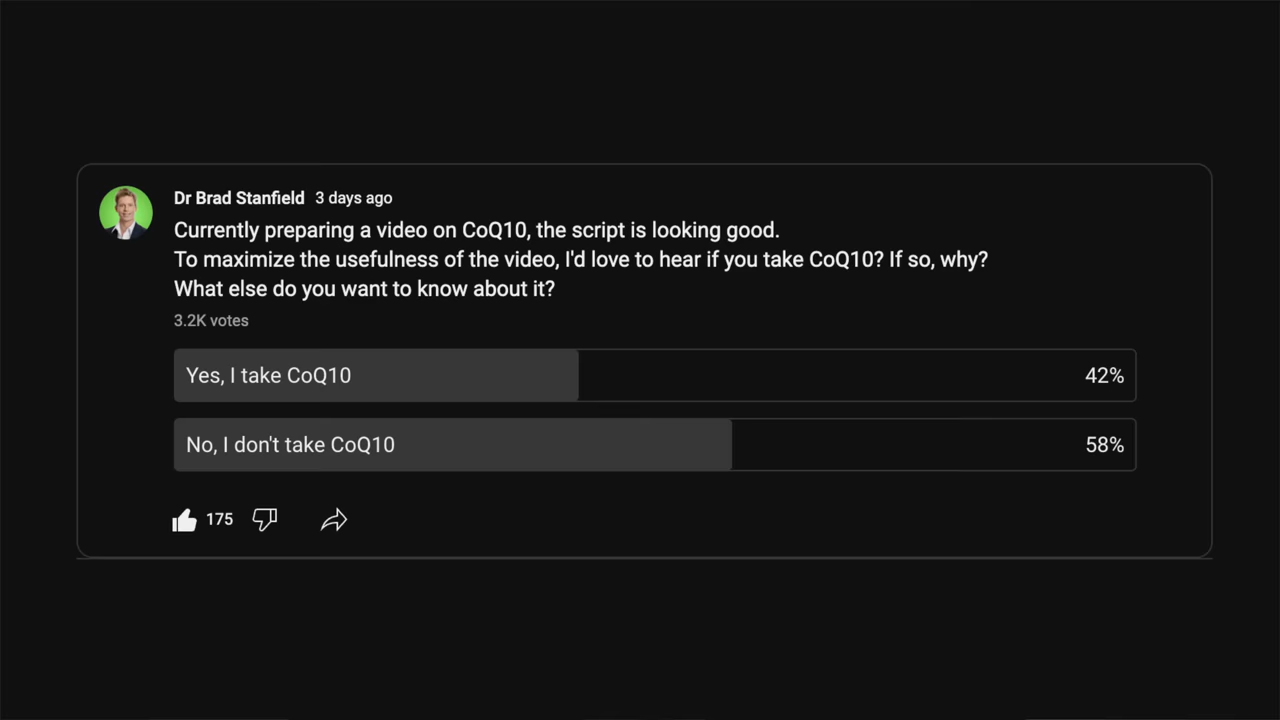 Dr Brad Stanfield 3 days ago
Currently preparing a video on CoQ10, the script is looking good.
To maximize the usefulness of the video, I'd love to hear if you take CoQ10? If so, why?
What else do you want to know about it?
3.2K votes
Yes, I take CoQ10 42%
No, I don't take CoQ10 58%
175